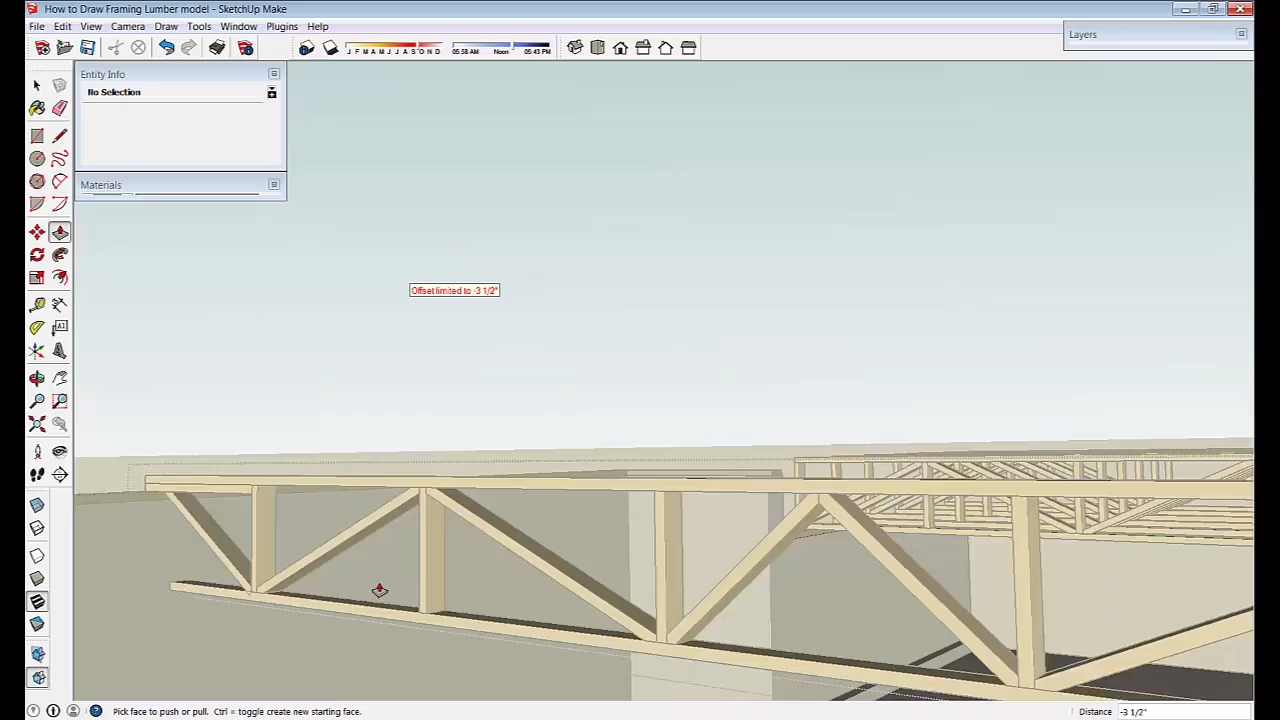 How to Draw Framing Lumber model - SketchUp Make
File Edit View Camera Draw Tools Window Plugins Help
J F M A M J J A S O N D
05:58 AM Noon 05:43 PM
Layers
Entity Info
No Selection
Materials
Offset limited to -3 1/2"
A1
Pick face to push or pull. Ctrl = toggle create new starting face.
Distance -3 1/2"